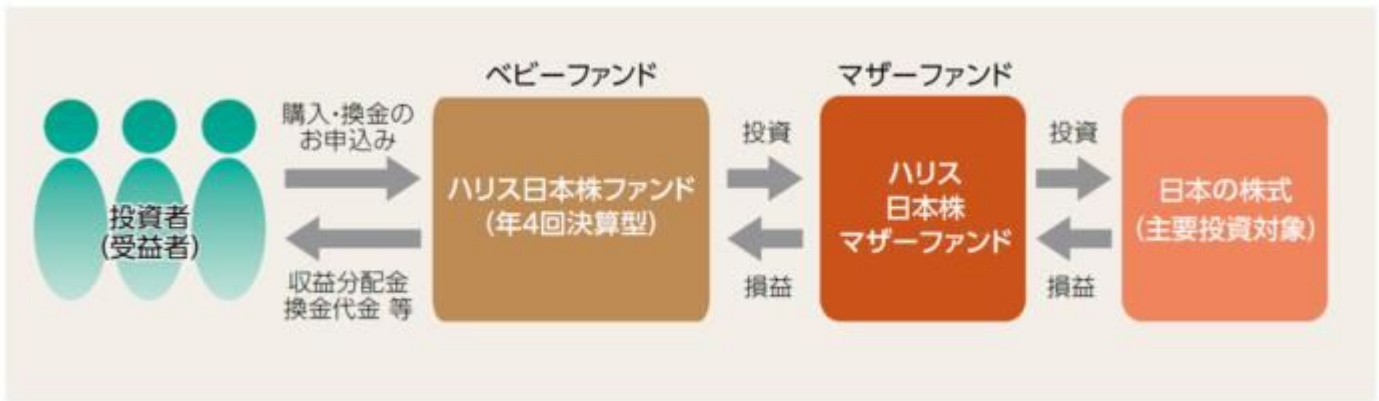 ベビーファンド
マザーファンド
購入・換金の
お申込み
投資者
(受益者)
収益分配金
換金代金 等
ハリス日本株ファンド
(年4回決算型)
投資
損益
ハリス
日本株
マザーファンド
投資
損益
日本の株式
(主要投資対象)